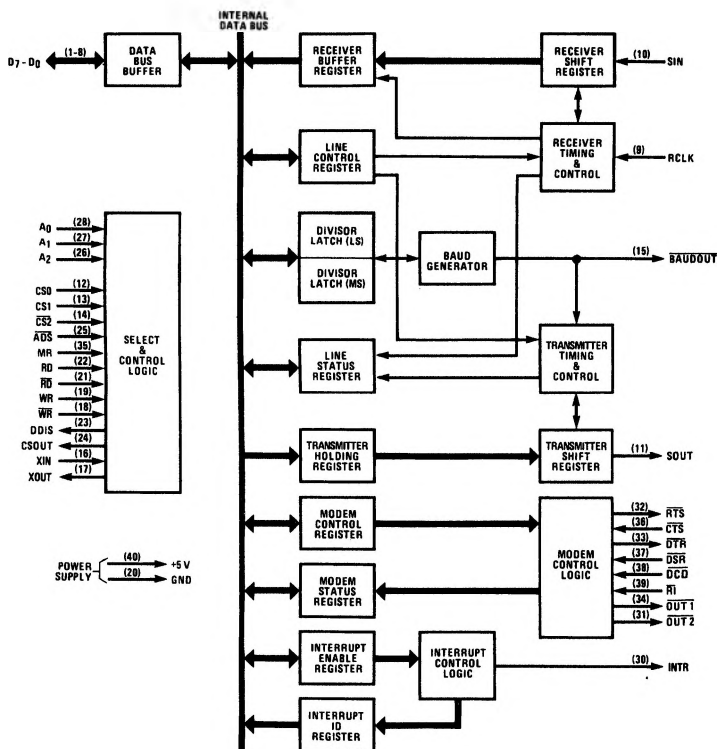 INTERNAL
DATA BUS
D7-D0
(1-8)
DATA
BUS
BUFFER
RECEIVER
BUFFER
REGISTER
RECEIVER
SHIFT
REGISTER
(10)
SIN
LINE
CONTROL
REGISTER
RECEIVER
TIMING
&
CONTROL
(9)
RCLK
A0 (28)
A1 (27)
A2 (26)
CS0 (12)
CS1 (13)
CS2 (14)
ADS (25)
MR (35)
RD (22)
RD (21)
WR (19)
WR (18)
DDIS (23)
CSOUT (24)
XIN (16)
XOUT (17)
SELECT
&
CONTROL
LOGIC
DIVISOR
LATCH (LS)
DIVISOR
LATCH (MS)
BAUD
GENERATOR
(15)
BAUDOUT
LINE
STATUS
REGISTER
TRANSMITTER
TIMING
&
CONTROL
TRANSMITTER
HOLDING
REGISTER
TRANSMITTER
SHIFT
REGISTER
(11)
SOUT
MODEM
CONTROL
REGISTER
MODEM
CONTROL
LOGIC
(32) RTS
(36) CTS
(33) DTR
(37) DSR
(38) DCD
(39) RI
(34) OUT 1
(31) OUT 2
POWER
SUPPLY
(40) +5 V
(20) GND
MODEM
STATUS
REGISTER
INTERRUPT
ENABLE
REGISTER
INTERRUPT
CONTROL
LOGIC
(30)
INTR
INTERRUPT
ID
REGISTER